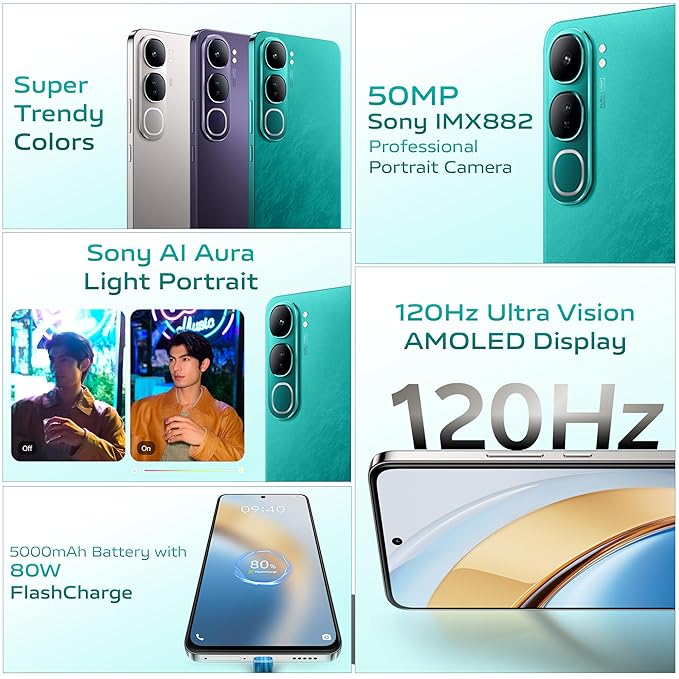 Super
Trendy
Colors
50MP
Sony IMX882
Professional
Portrait Camera
Sony AI Aura
Light Portrait
Off
On
120Hz Ultra Vision
AMOLED Display
120Hz
5000mAh Battery with
80W
FlashCharge
09:40
80%